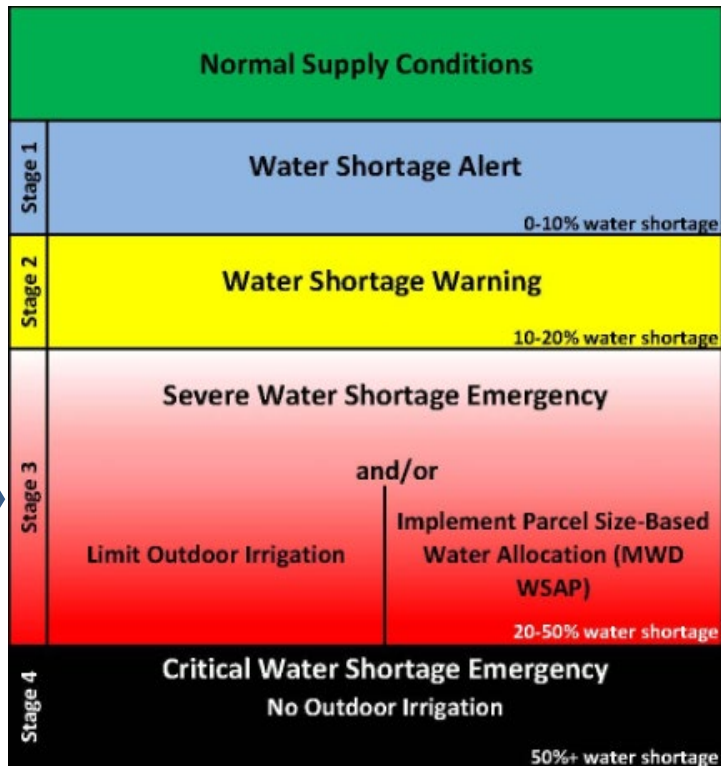 Normal Supply Conditions
Stage 1
Water Shortage Alert
0-10% water shortage
Stage 2
Water Shortage Warning
10-20% water shortage
Stage 3
Severe Water Shortage Emergency
and/or
Limit Outdoor Irrigation
Implement Parcel Size-Based
Water Allocation (MWD
WSAP)
20-50% water shortage
Stage 4
Critical Water Shortage Emergency
No Outdoor Irrigation
50%+ water shortage